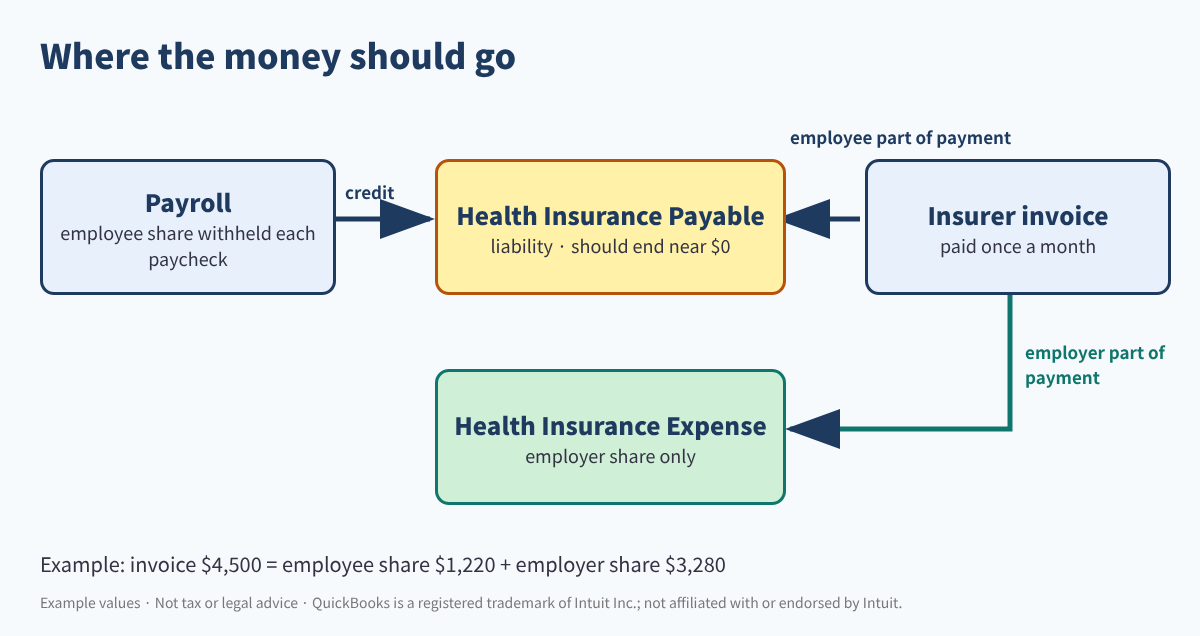 Where the money should go
employee part of payment
Payroll
employee share withheld each
paycheck
credit
Health Insurance Payable
liability · should end near $0
Insurer invoice
paid once a month
employer part of
payment
Health Insurance Expense
employer share only
Example: invoice $4,500 = employee share $1,220 + employer share $3,280
Example values · Not tax or legal advice · QuickBooks is a registered trademark of Intuit Inc.; not affiliated with or endorsed by Intuit.